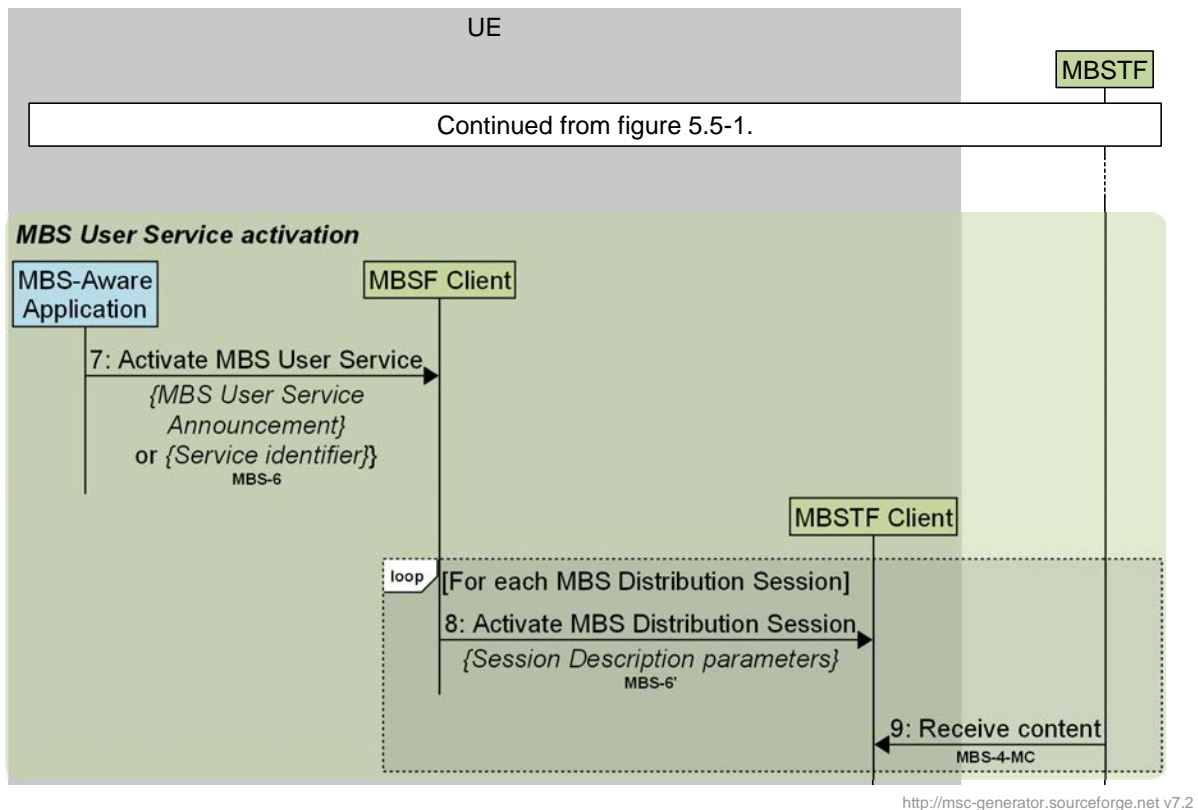 UE
MBSTF
Continued from figure 5.5-1.
MBS User Service activation
MBS-Aware
Application
MBSF Client
7: Activate MBS User Service
{MBS User Service
Announcement}
or {Service identifier}}
MBS-6
MBSTF Client
loop
[For each MBS Distribution Session]
8: Activate MBS Distribution Session
{Session Description parameters}
MBS-6'
9: Receive content
MBS-4-MC
http://msc-generator.sourceforge.net v7.2